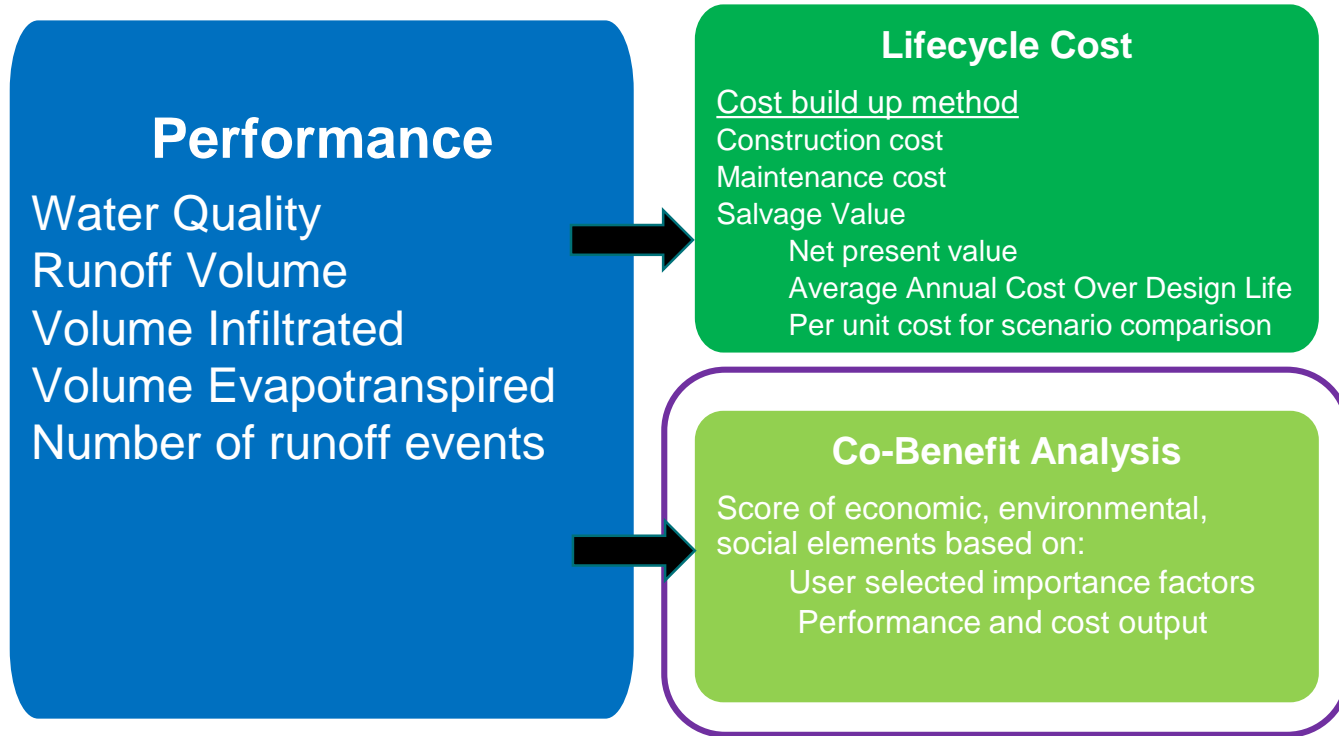 Performance
Water Quality
Runoff Volume
Volume Infiltrated
Volume Evapotranspired
Number of runoff events
Lifecycle Cost
Cost build up method
Construction cost
Maintenance cost
Salvage Value
Net present value
Average Annual Cost Over Design Life
Per unit cost for scenario comparison
Co-Benefit Analysis
Score of economic, environmental,
social elements based on:
User selected importance factors
Performance and cost output